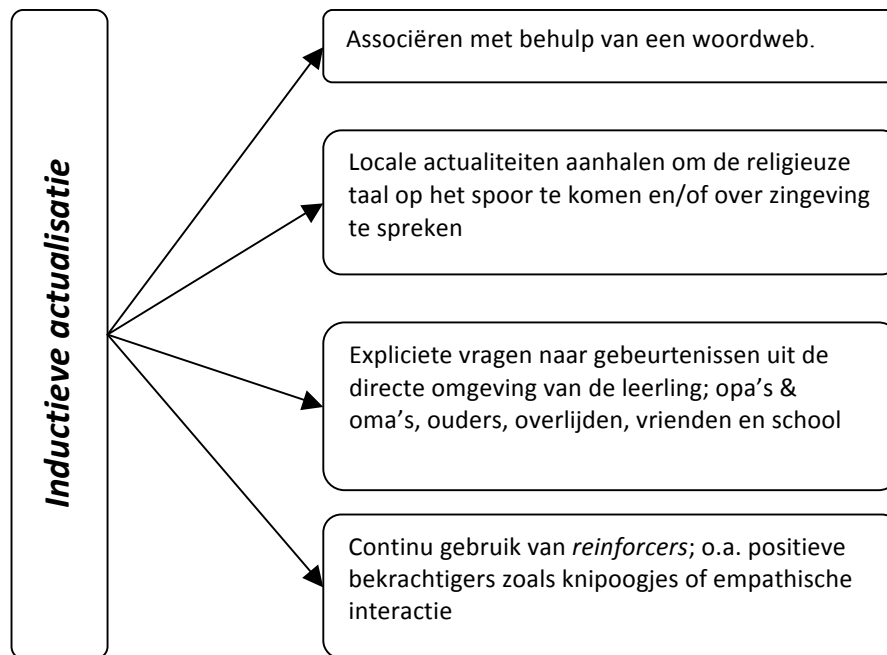 Inductieve actualisatie
Associëren met behulp van een woordweb.
Locale actualiteiten aanhalen om de religieuze
taal op het spoor te komen en/of over zingeving
te spreken
Expliciete vragen naar gebeurtenissen uit de
directe omgeving van de leerling; opa’s &
oma’s, ouders, overlijden, vrienden en school
Continu gebruik van reinforcers; o.a. positieve
bekrachtigers zoals knipoogjes of empathische
interactie